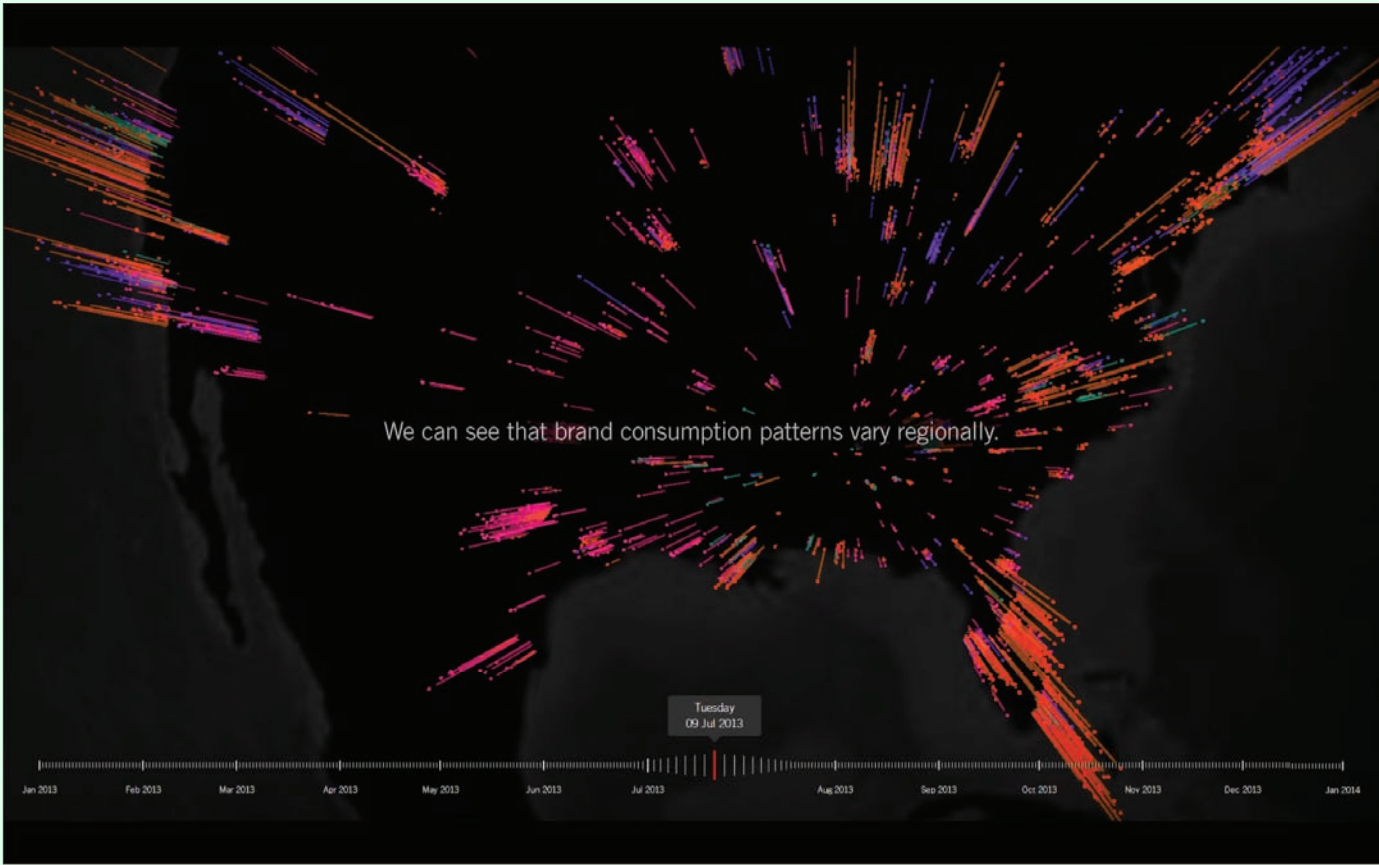 We can see that brand consumption patterns vary regionally.
Tuesday
09 Jul 2013
Jan 2013 Feb 2013 Mar 2013 Apr 2013 May 2013 Jun 2013 Jul 2013 Aug 2013 Sep 2013 Oct 2013 Nov 2013 Dec 2013 Jan 2014